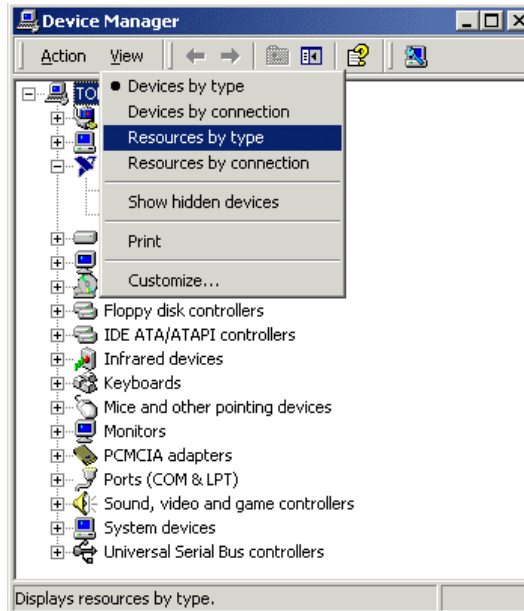 Device Manager
Action View
TO
Devices by type
Devices by connection
Resources by type
Resources by connection
Show hidden devices
Print
Customize...
Floppy disk controllers
IDE ATA/ATAPI controllers
Infrared devices
Keyboards
Mice and other pointing devices
Monitors
PCMCIA adapters
Ports (COM & LPT)
Sound, video and game controllers
System devices
Universal Serial Bus controllers
Displays resources by type.